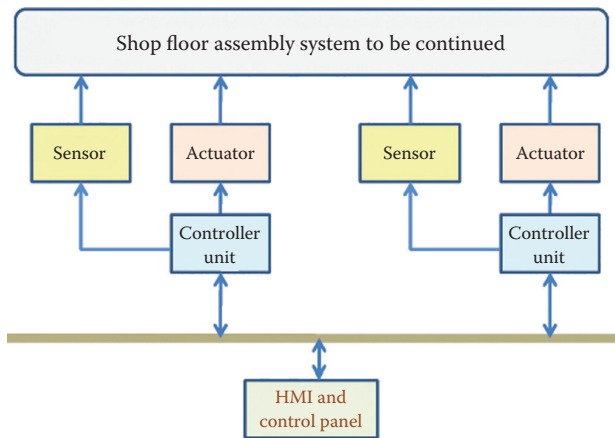 Shop floor assembly system to be continued
Sensor
Actuator
Sensor
Actuator
Controller
unit
Controller
unit
HMI and
control panel